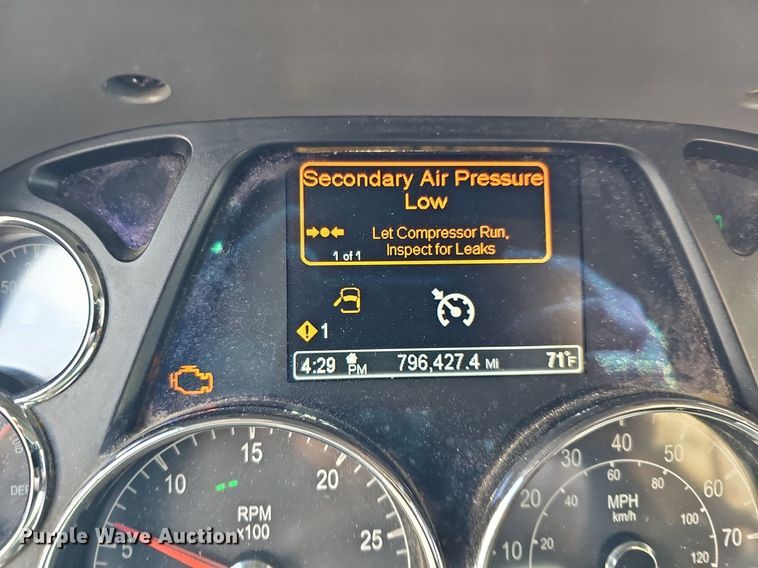 Secondary Air Pressure
Low
Let Compressor Run,
Inspect for Leaks
1 of 1
1
4:29 PM 796,427.4 MI 71°F
50
DEF
5 10 15 20 25
RPM
x100
10 20 30 40 50 60 70
MPH
km/h
20 40 60 80 100 120
Purple Wave Auction